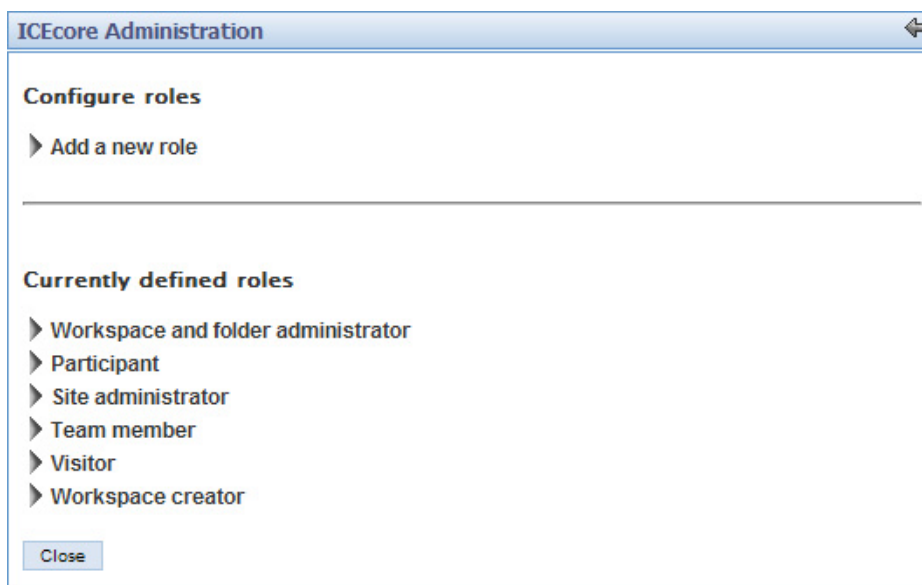 ICEcore Administration
Configure roles
Add a new role
Currently defined roles
Workspace and folder administrator
Participant
Site administrator
Team member
Visitor
Workspace creator
Close